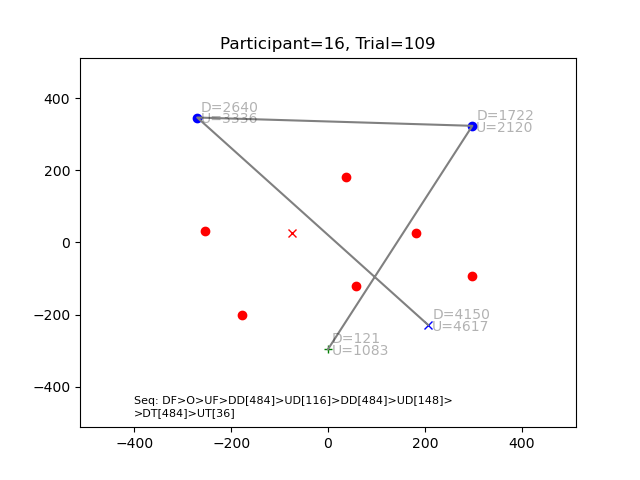 Participant=16, Trial=109
D=2640
U=3336
D=1722
U=2120
D=4150
U=4617
D=121
U=1083
Seq: DF>O>UF>DD[484]>UD[116]>DD[484]>UD[148]>
>DT[484]>UT[36]
400
200
0
−200
−400
−400
−200
0
200
400